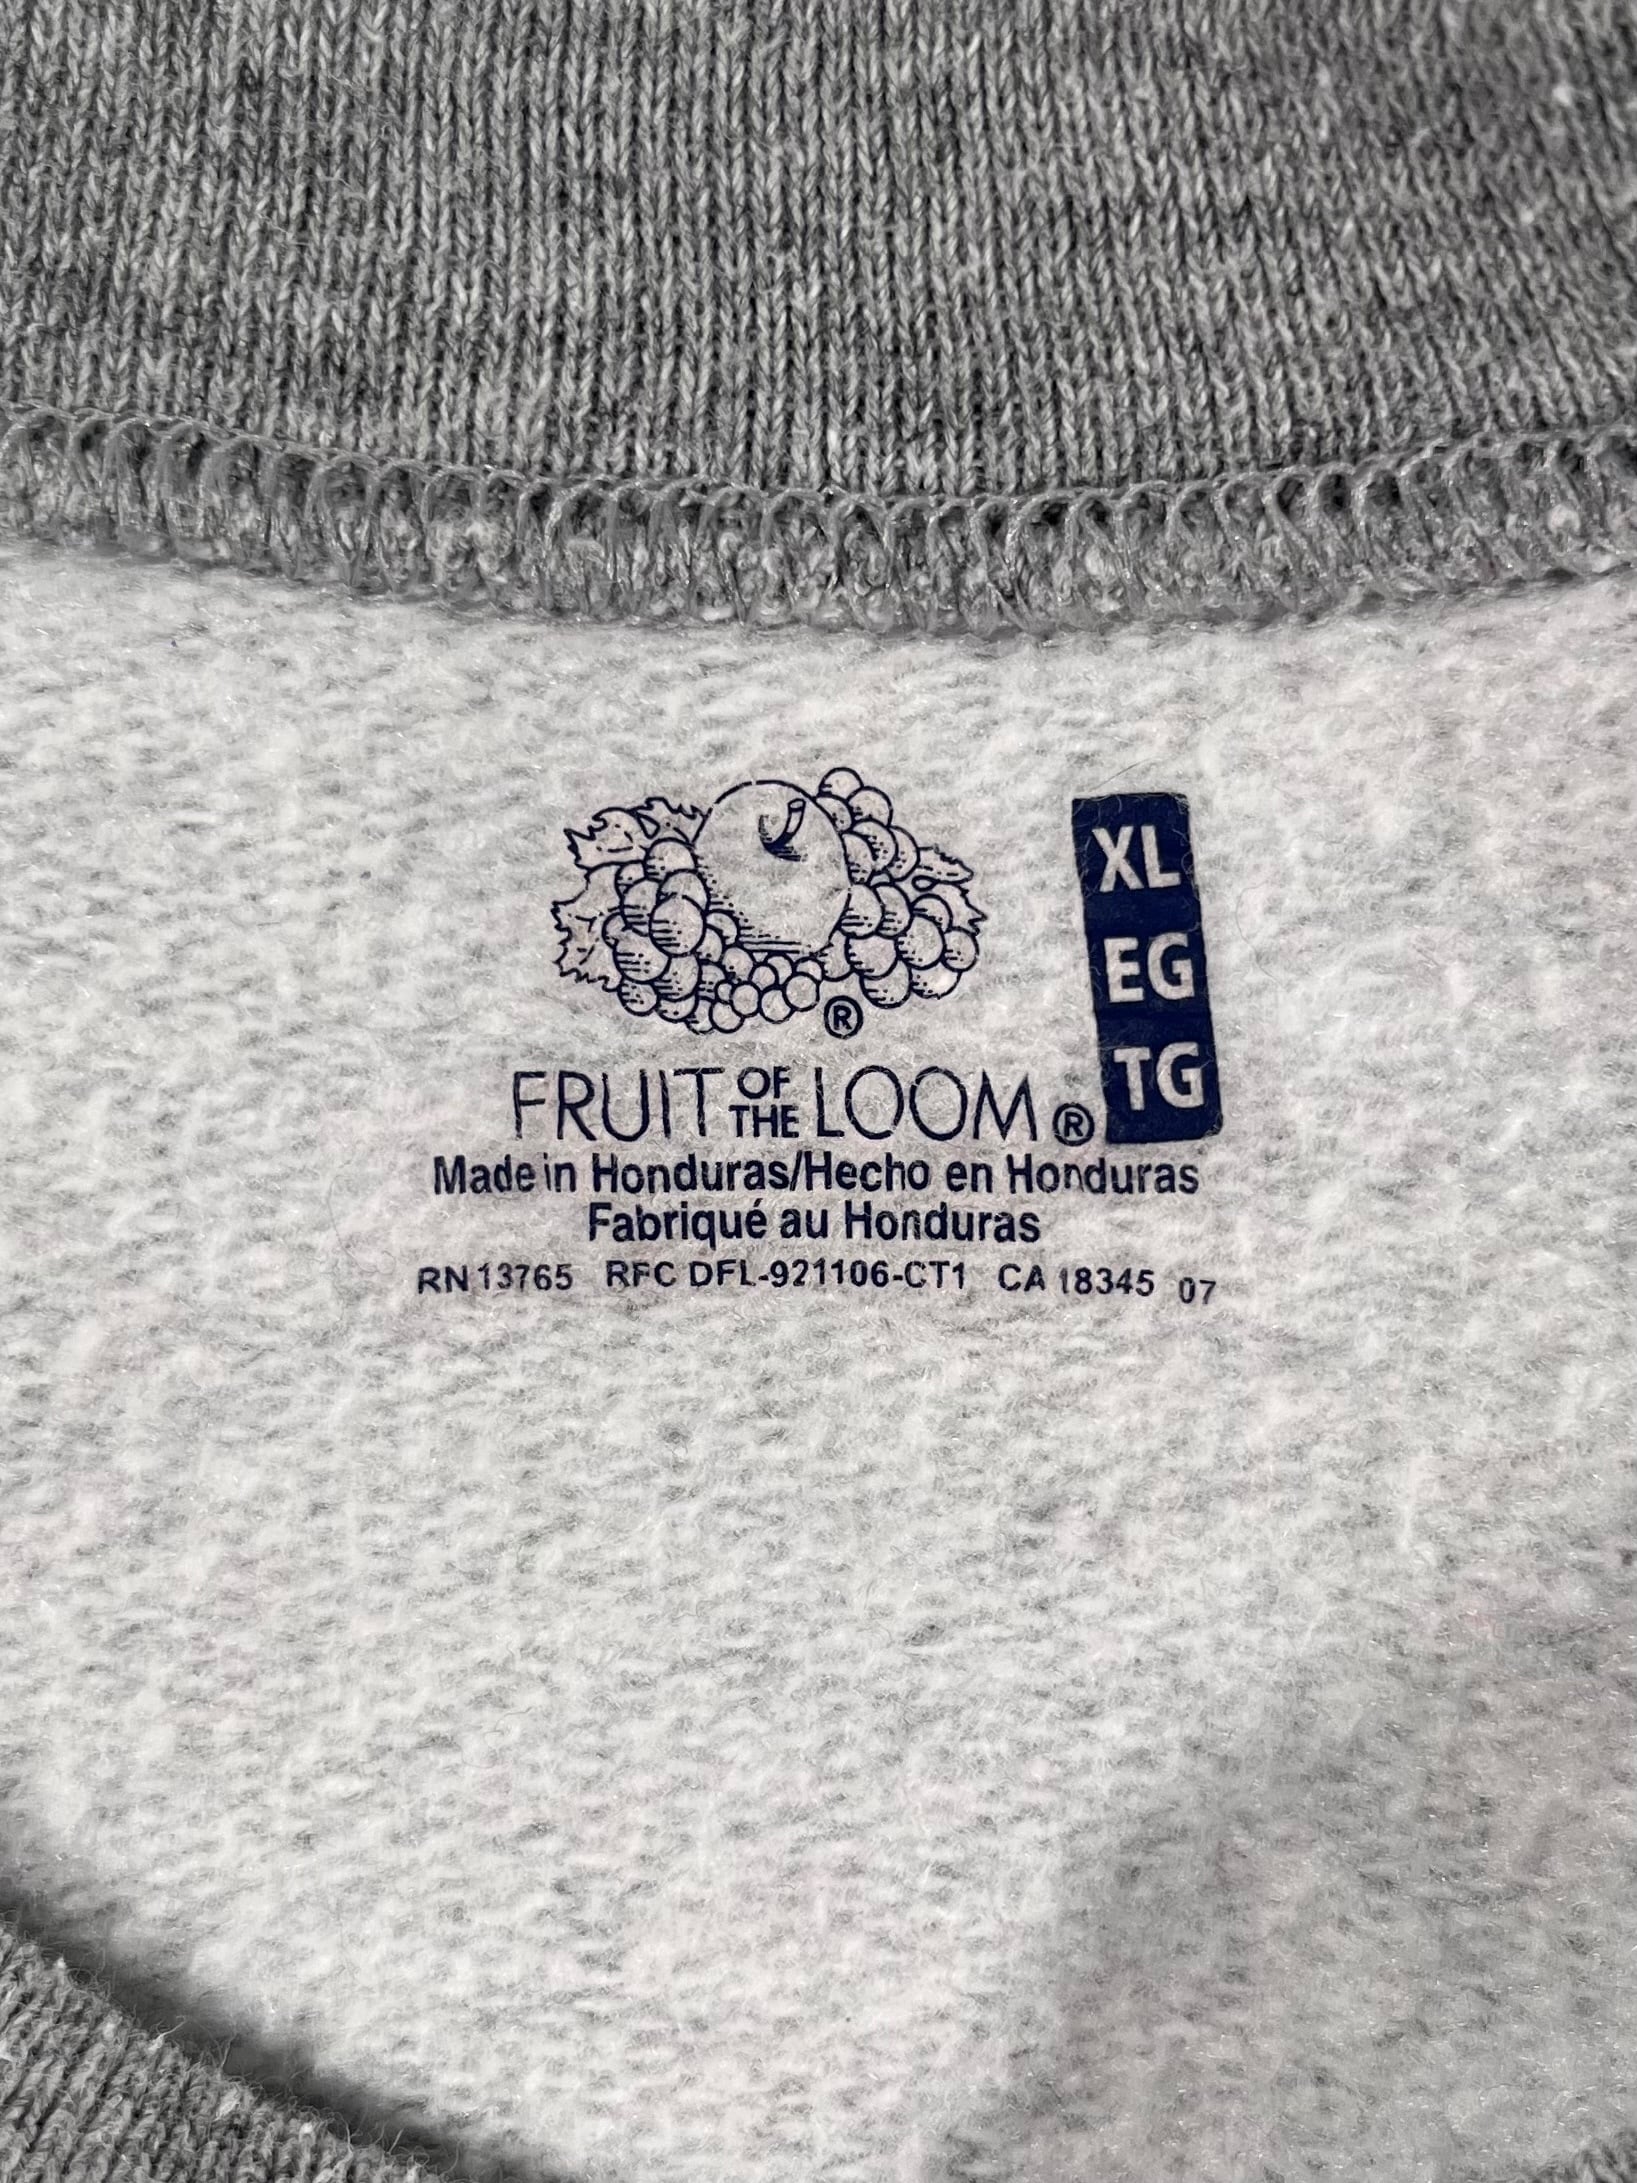 ®
FRUIT OF THE LOOM®
XL
EG
TG
Made in Honduras/Hecho en Honduras
Fabriqué au Honduras
RN 13765 RFC DFL-921106-CT1 CA 18345 07